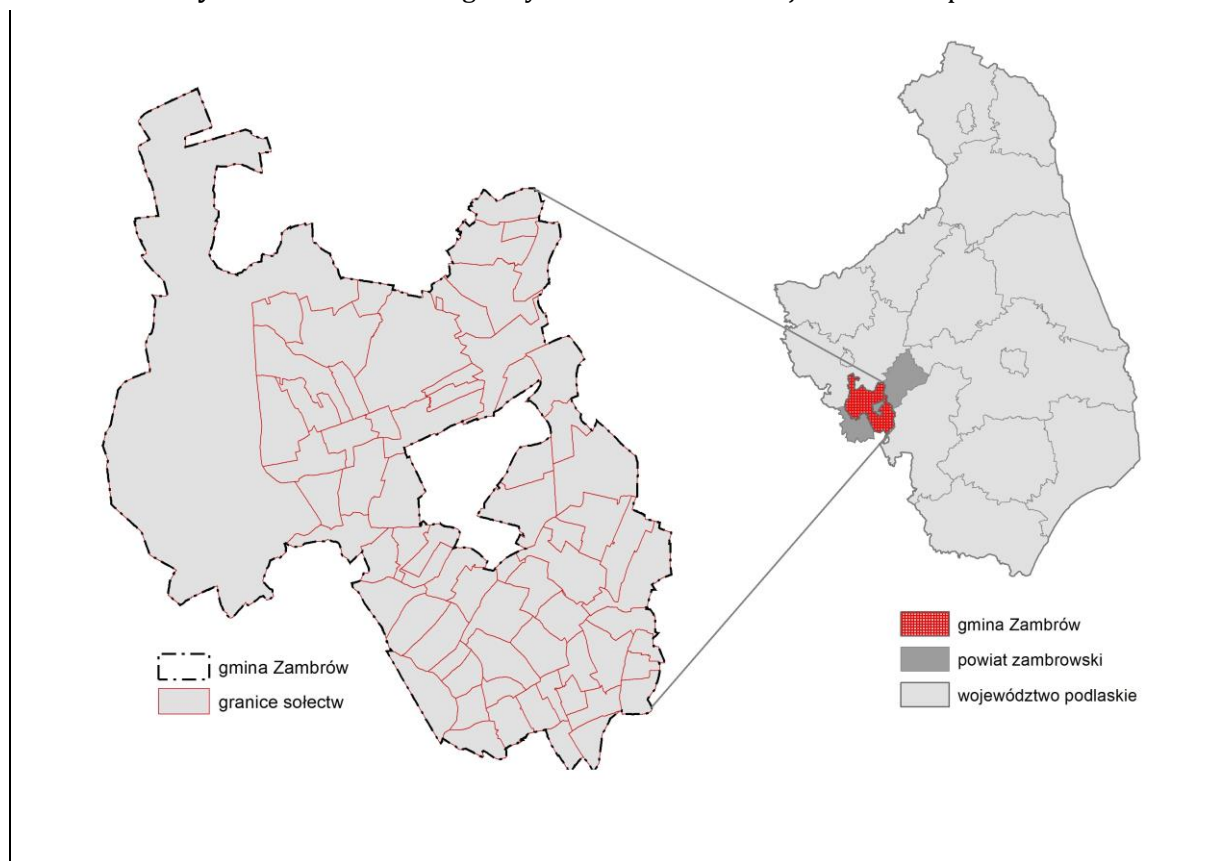 gmina Zambrów
granice sołectw
gmina Zambrów
powiat zambrowski
województwo podlaskie